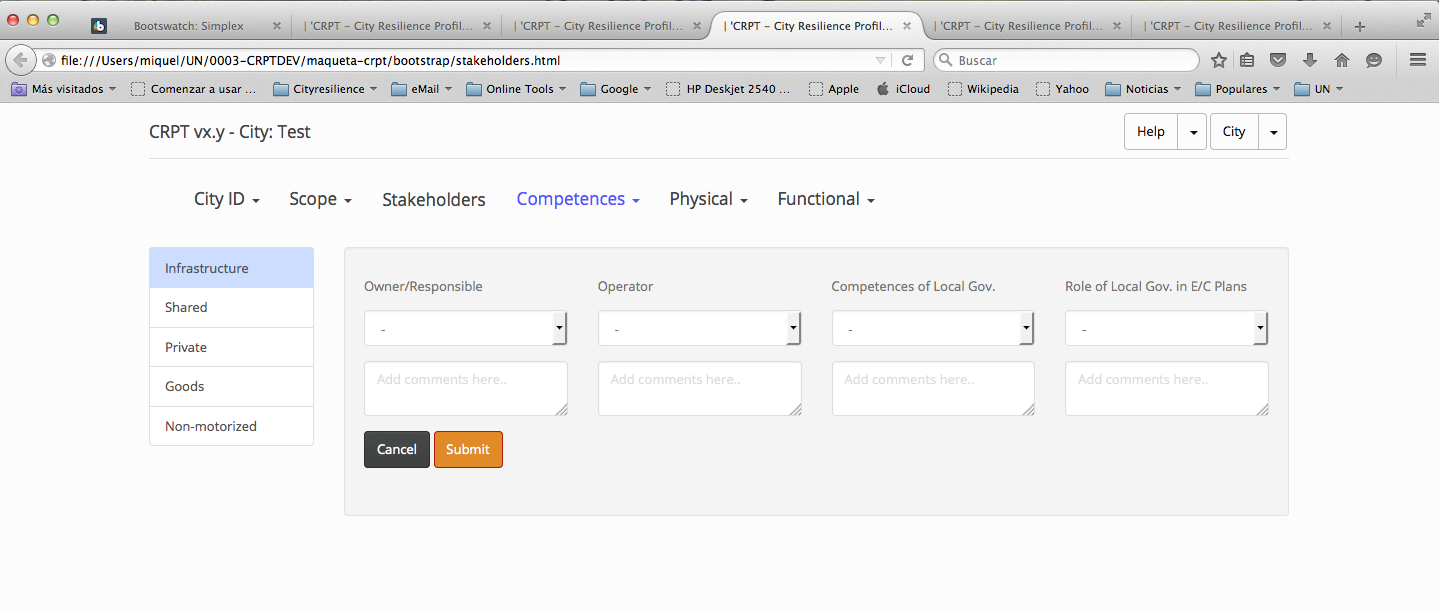 Bootswatch: Simplex
| 'CRPT – City Resilience Profil...
| 'CRPT – City Resilience Profil...
| 'CRPT – City Resilience Profil...
| 'CRPT – City Resilience Profil...
| 'CRPT – City Resilience Profil...
file:///Users/miquel/UN/0003-CRPTDEV/maqueta-crpt/bootstrap/stakeholders.html
Buscar
Más visitados Comenzar a usar ... Cityresilience eMail Online Tools Google HP Deskjet 2540 ... Apple iCloud Wikipedia Yahoo Noticias Populares UN
CRPT vx.y - City: Test
Help City
City ID Scope Stakeholders Competences Physical Functional
Infrastructure
Shared
Private
Goods
Non-motorized
Owner/Responsible Operator Competences of Local Gov. Role of Local Gov. in E/C Plans
- - - -
Add comments here.. Add comments here.. Add comments here.. Add comments here..
Cancel Submit